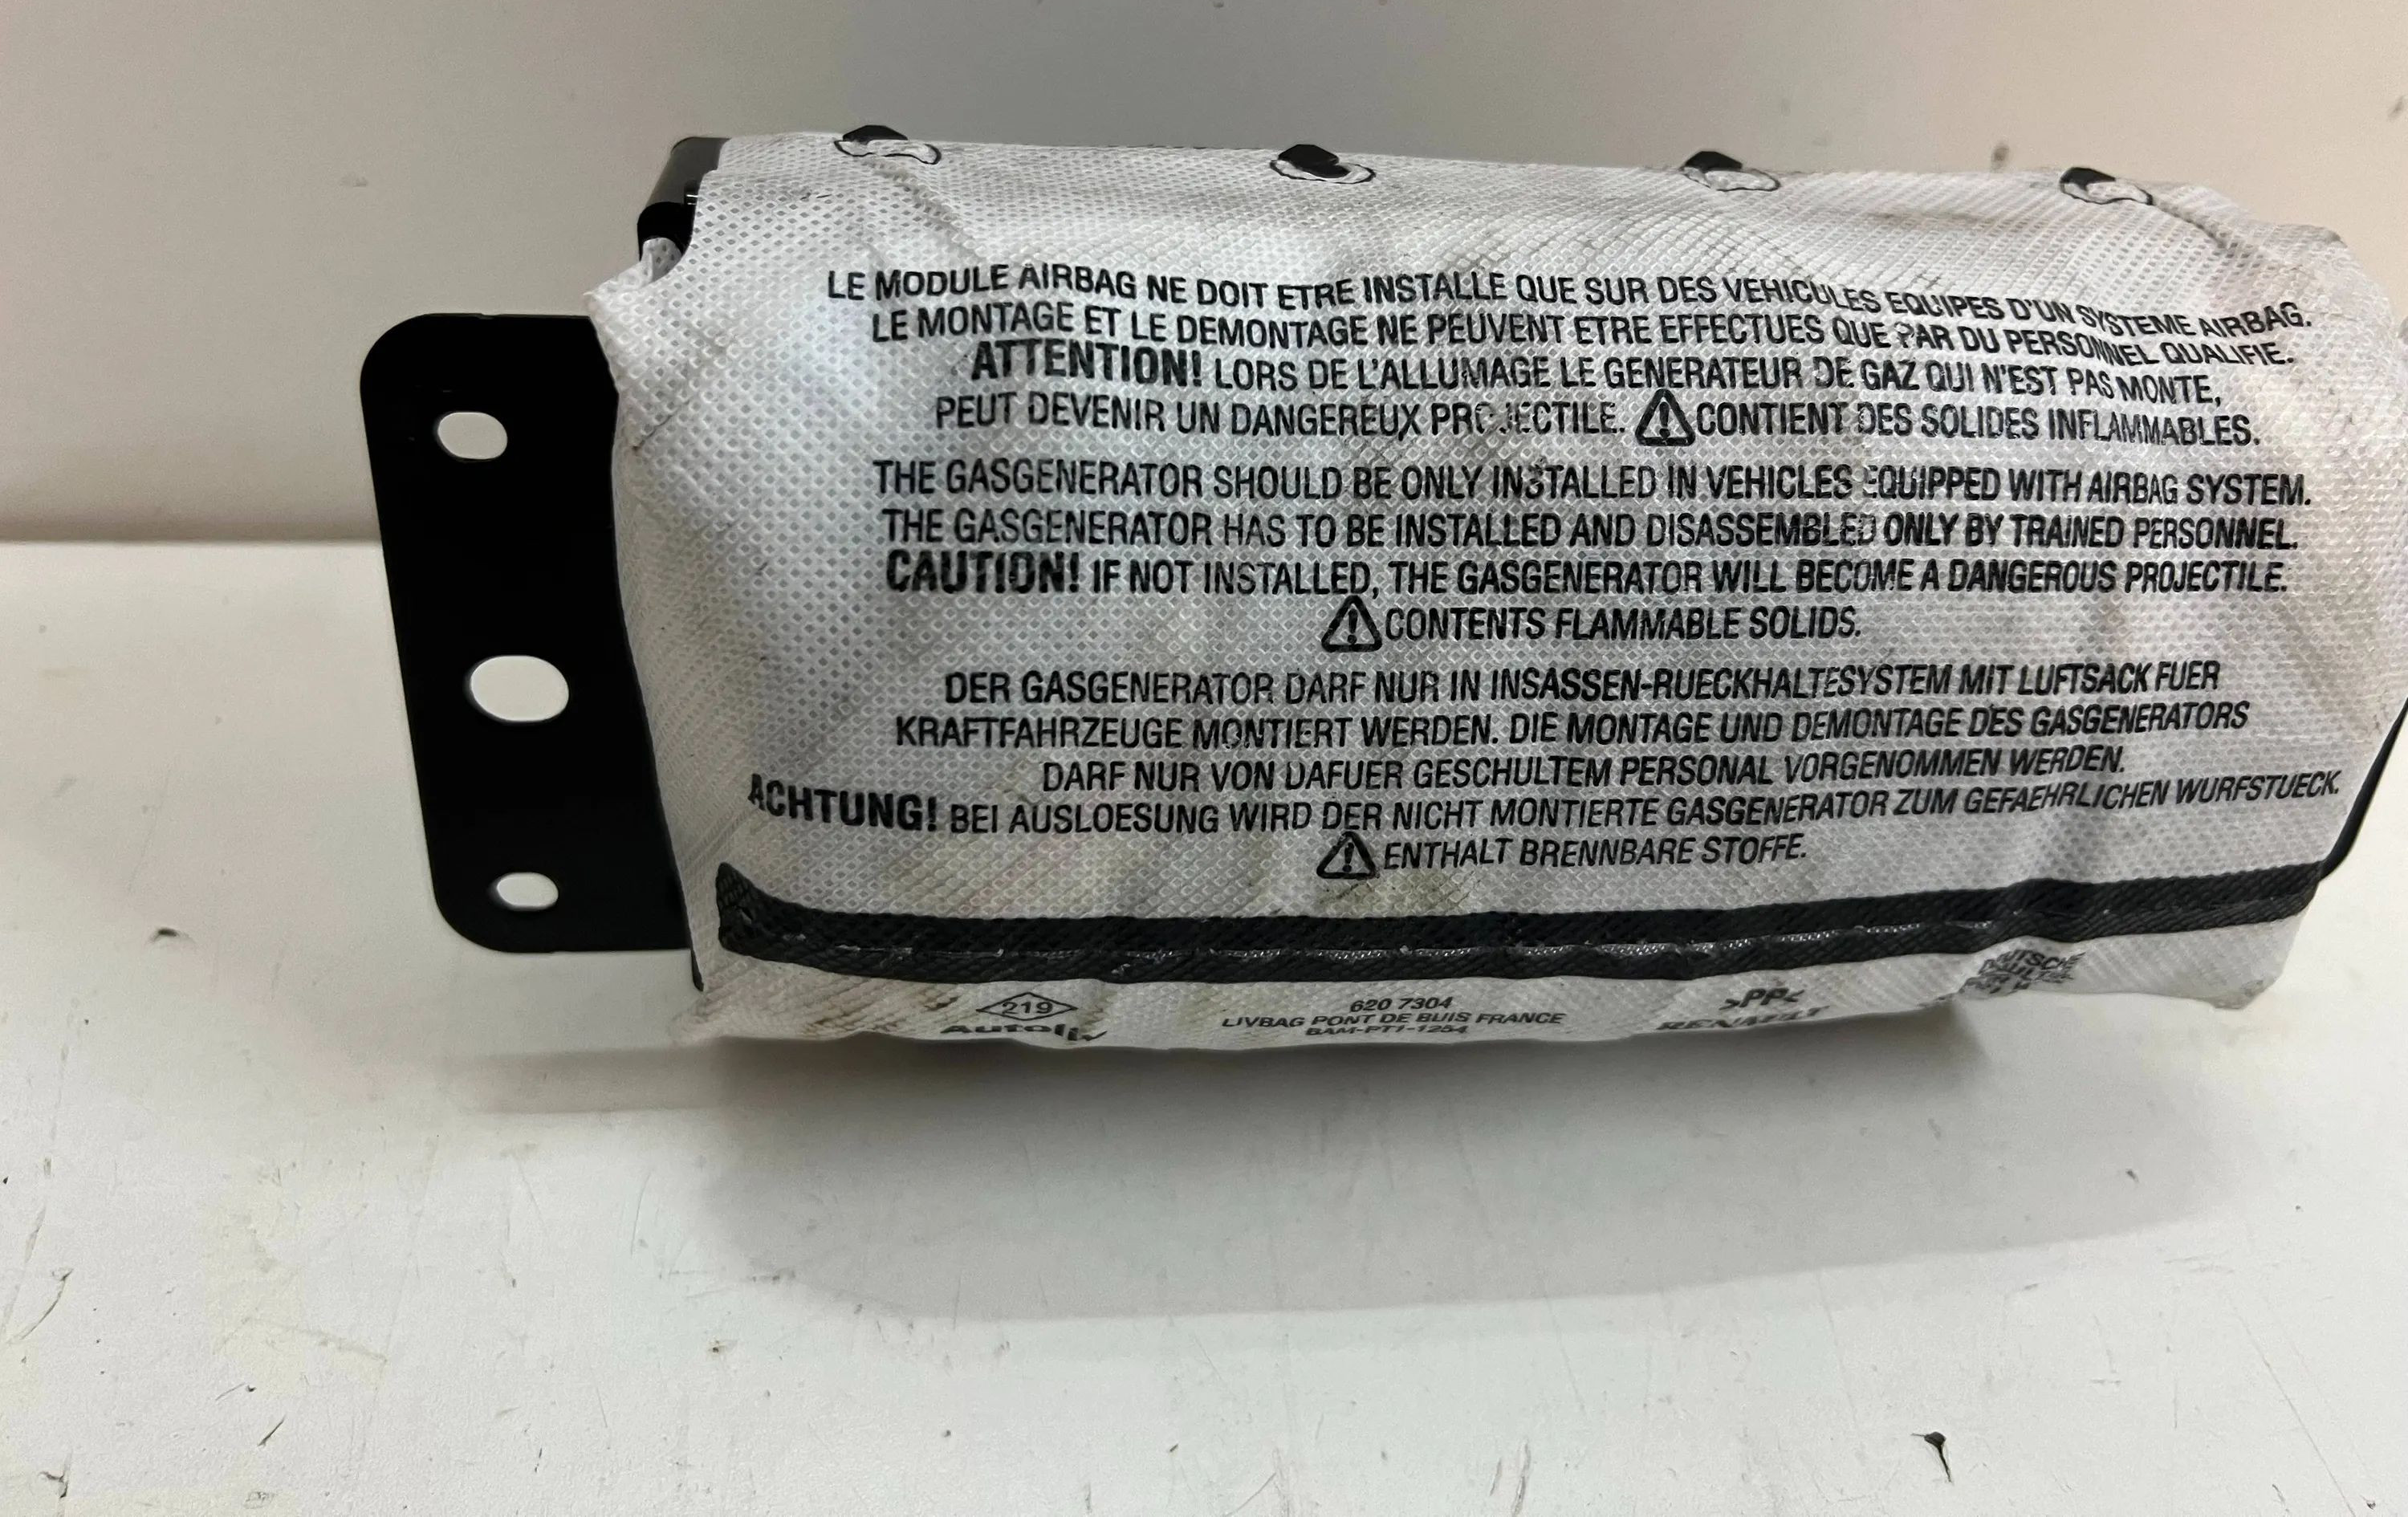 LE MODULE AIRBAG NE DOIT ETRE INSTALLE QUE SUR DES VEHICULES EQUIPES D'UN SYSTEME AIRBAG.
LE MONTAGE ET LE DEMONTAGE NE PEUVENT ETRE EFFECTUES QUE PAR DU PERSONNEL QUALIFIE.
ATTENTION! LORS DE L'ALLUMAGE LE GENERATEUR DE GAZ QUI N'EST PAS MONTE,
PEUT DEVENIR UN DANGEREUX PROJECTILE. ⚠CONTIENT DES SOLIDES INFLAMMABLES.
THE GASGENERATOR SHOULD BE ONLY INSTALLED IN VEHICLES EQUIPPED WITH AIRBAG SYSTEM.
THE GASGENERATOR HAS TO BE INSTALLED AND DISASSEMBLED ONLY BY TRAINED PERSONNEL.
CAUTION! IF NOT INSTALLED, THE GASGENERATOR WILL BECOME A DANGEROUS PROJECTILE.
⚠CONTENTS FLAMMABLE SOLIDS.
DER GASGENERATOR DARF NUR IN INSASSEN-RUECKHALTESYSTEM MIT LUFTSACK FUER
KRAFTFAHRZEUGE MONTIERT WERDEN. DIE MONTAGE UND DEMONTAGE DES GASGENERATORS
DARF NUR VON DAFUER GESCHULTEM PERSONAL VORGENOMMEN WERDEN.
ACHTUNG! BEI AUSLOESUNG WIRD DER NICHT MONTIERTE GASGENERATOR ZUM GEFAEHRLICHEN WURFSTUECK.
⚠ENTHALT BRENNBARE STOFFE.
219
Autoliv
620 7304
LIVBAG PONT DE BUIS FRANCE
BAM-PT1-1254
>PP<
RENAULT